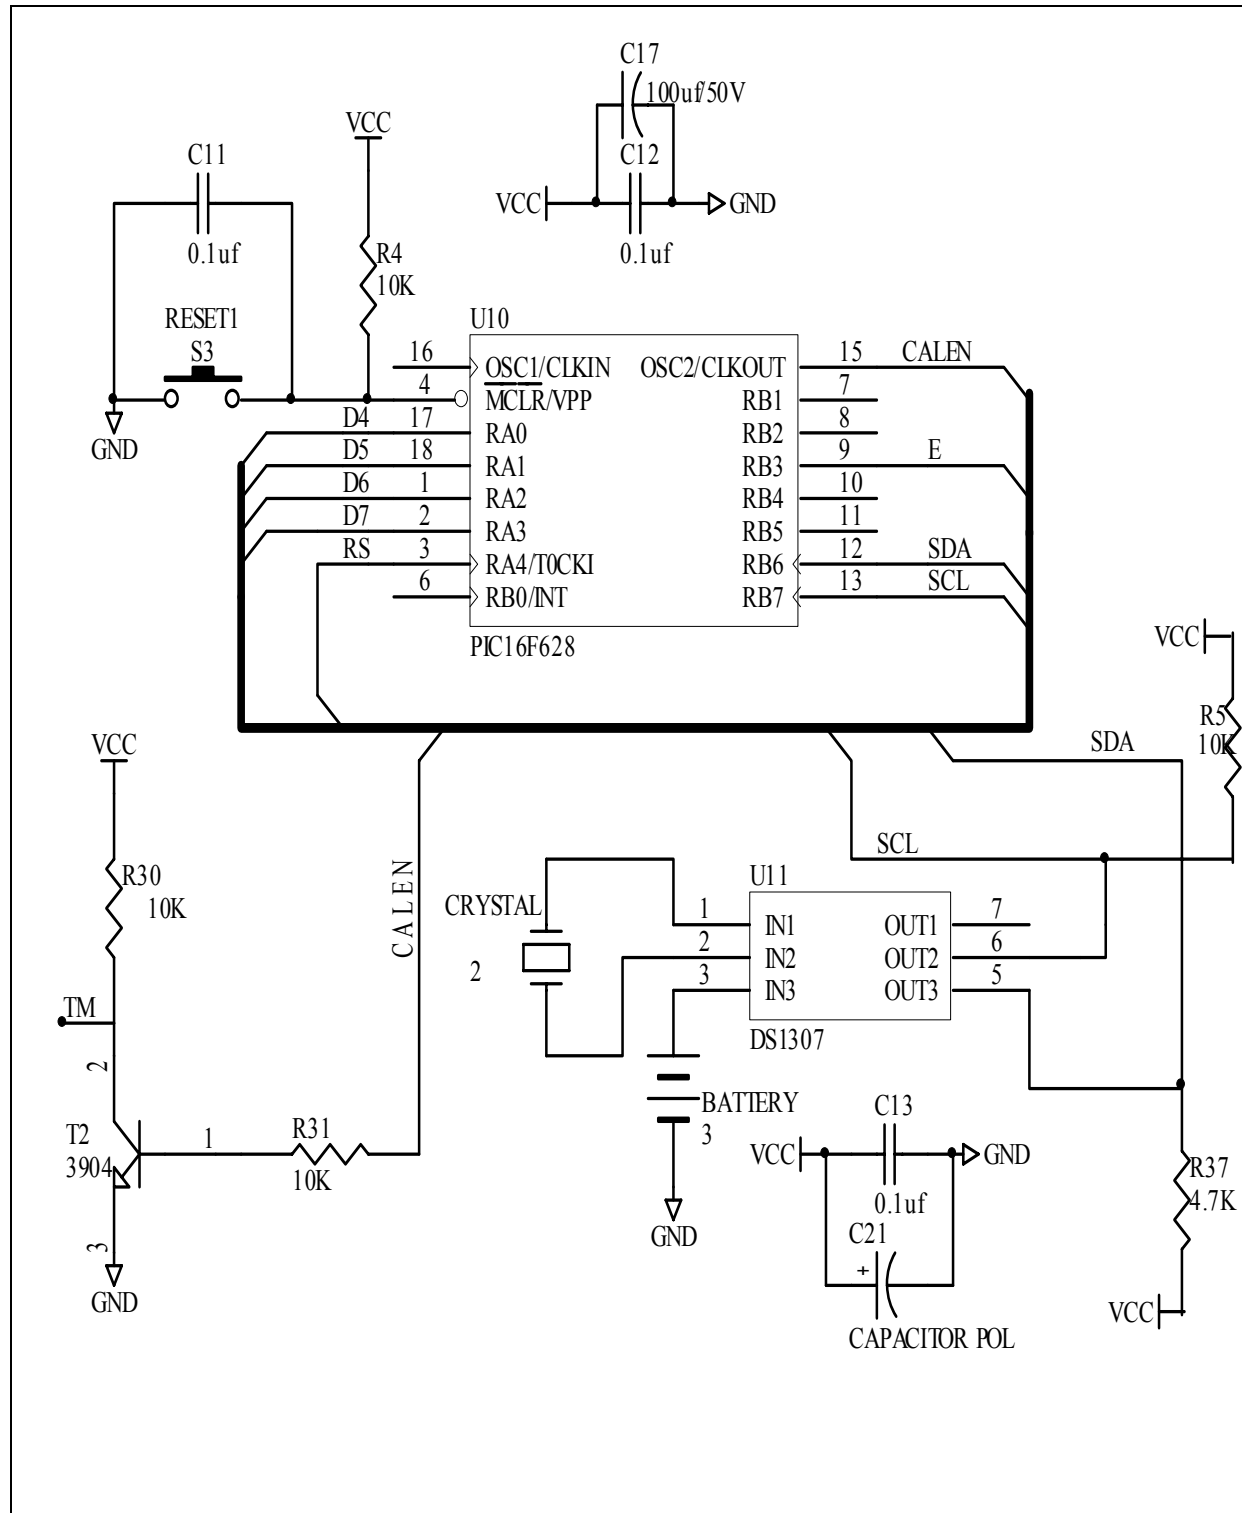 C17
100uf/50V
VCC
C11
C12
VCC
GND
0.1uf
0.1uf
R4
10K
RESET1
S3
GND
U10
16
OSC1/CLKIN
OSC2/CLKOUT
15
CALEN
4
MCLR/VPP
RB1
7
D4
17
RA0
RB2
8
D5
18
RA1
RB3
9
E
D6
1
RA2
RB4
10
D7
2
RA3
RB5
11
RS
3
RA4/T0CKI
RB6
12
SDA
6
RB0/INT
RB7
13
SCL
PIC16F628
VCC
R5
10K
VCC
SDA
SCL
R30
10K
CALEN
CRYSTAL
2
U11
1
IN1
OUT1
7
2
IN2
OUT2
6
3
IN3
OUT3
5
DS1307
TM
2
BATTERY
3
C13
VCC
GND
0.1uf
C21
+
CAPACITOR POL
T2
3904
1
R31
10K
3
GND
GND
R37
4.7K
VCC